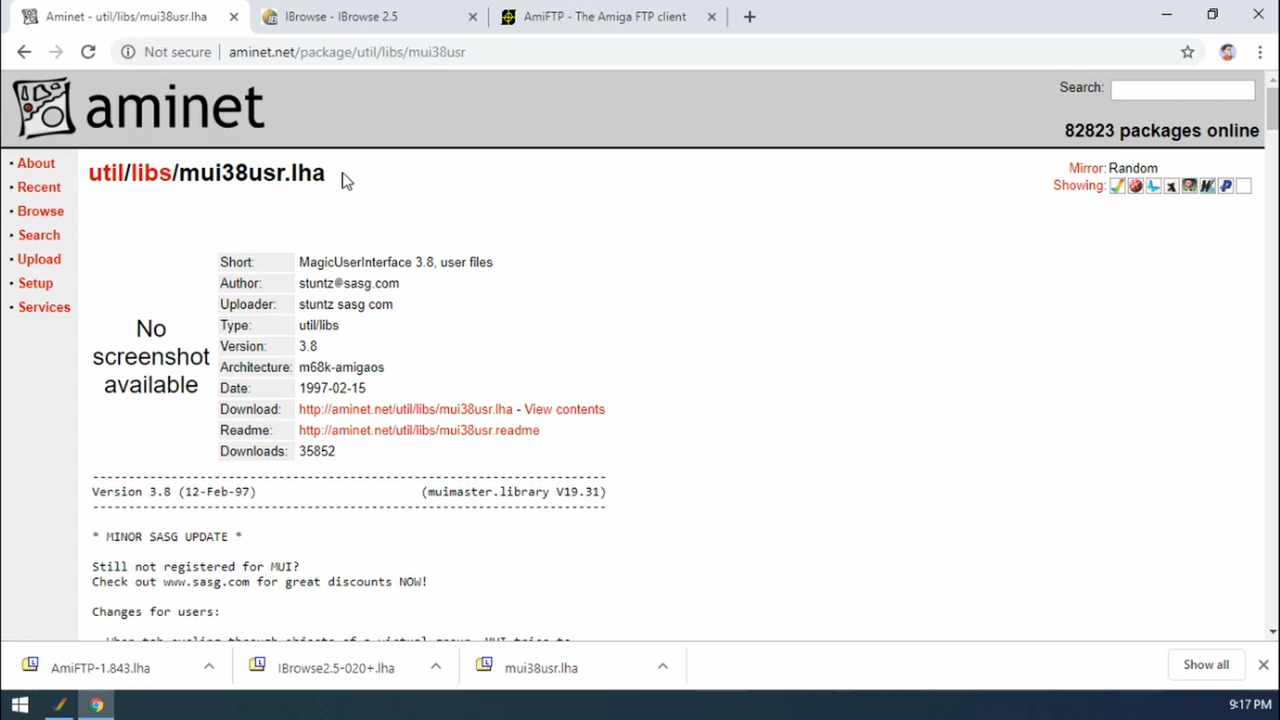 Aminet - util/libs/mui38usr.lha
IBrowse - IBrowse 2.5
AmiFTP - The Amiga FTP client
Not secure
aminet.net/package/util/libs/mui38usr
aminet
Search:
82823 packages online
• About
• Recent
• Browse
• Search
• Upload
• Setup
• Services
util/libs/mui38usr.lha
Mirror: Random
Showing:
No
screenshot
available
Short: MagicUserInterface 3.8, user files
Author: stuntz@sasg.com
Uploader: stuntz sasg com
Type: util/libs
Version: 3.8
Architecture: m68k-amigaos
Date: 1997-02-15
Download: http://aminet.net/util/libs/mui38usr.lha - View contents
Readme: http://aminet.net/util/libs/mui38usr.readme
Downloads: 35852
Version 3.8 (12-Feb-97) (muimaster.library V19.31)
* MINOR SASG UPDATE *
Still not registered for MUI?
Check out www.sasg.com for great discounts NOW!
Changes for users:
AmiFTP-1.843.lha
IBrowse2.5-020+.lha
mui38usr.lha
Show all
9:17 PM